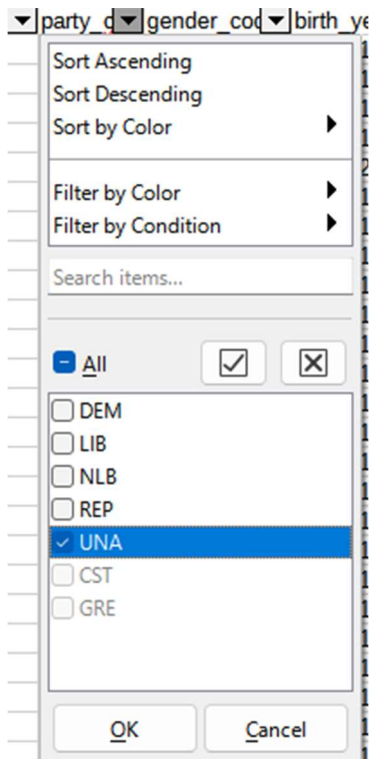 party_c gender_coc birth_ye
Sort Ascending
Sort Descending
Sort by Color
Filter by Color
Filter by Condition
Search items...
All
DEM
LIB
NLB
REP
UNA
CST
GRE
OK
Cancel